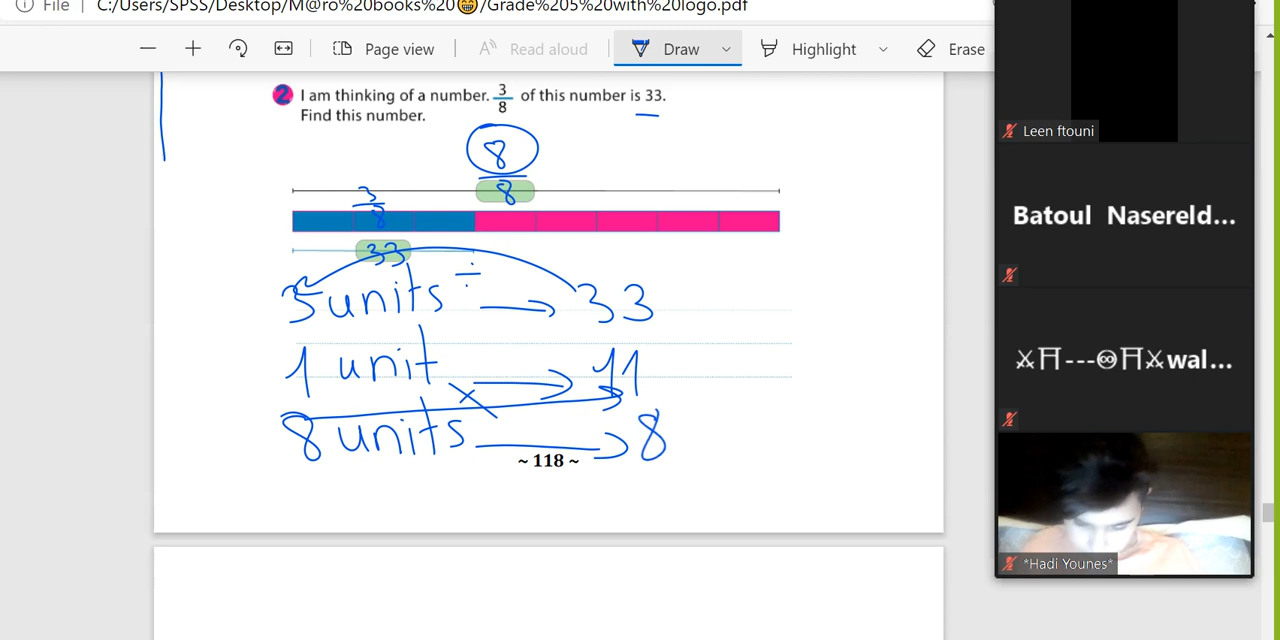 File | C:/Users/SPSS/Desktop/M@ro%20books%20😁/Grade%205%20with%20logo.pdf
Page view | Read aloud | Draw Highlight Erase
2 I am thinking of a number. 3/8 of this number is 33.
Find this number.
8/8
3/8
33
3 units ÷ → 33
1 unit → 11
×
8 units → 8
~ 118 ~
Leen ftouni
Batoul Nasereld...
⚔⛩---♾⛩⚔wal...
*Hadi Younes*